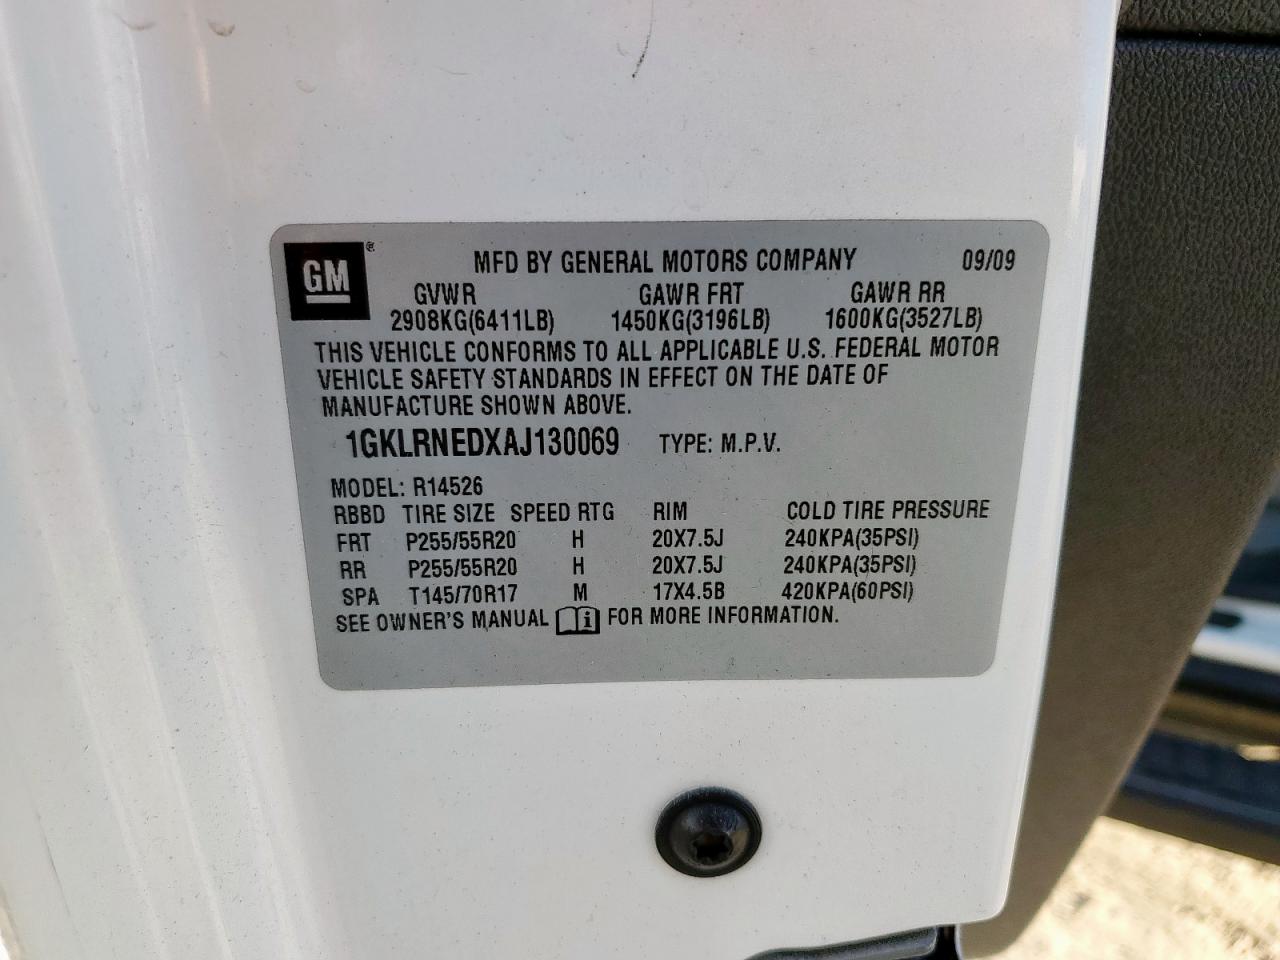 GM ® MFD BY GENERAL MOTORS COMPANY 09/09
GVWR GAWR FRT GAWR RR
2908KG(6411LB) 1450KG(3196LB) 1600KG(3527LB)
THIS VEHICLE CONFORMS TO ALL APPLICABLE U.S. FEDERAL MOTOR
VEHICLE SAFETY STANDARDS IN EFFECT ON THE DATE OF
MANUFACTURE SHOWN ABOVE.
1GKLRNEDXAJ130069 TYPE: M.P.V.
MODEL: R14526
RBBD TIRE SIZE SPEED RTG RIM COLD TIRE PRESSURE
FRT P255/55R20 H 20X7.5J 240KPA(35PSI)
RR P255/55R20 H 20X7.5J 240KPA(35PSI)
SPA T145/70R17 M 17X4.5B 420KPA(60PSI)
SEE OWNER'S MANUAL i FOR MORE INFORMATION.